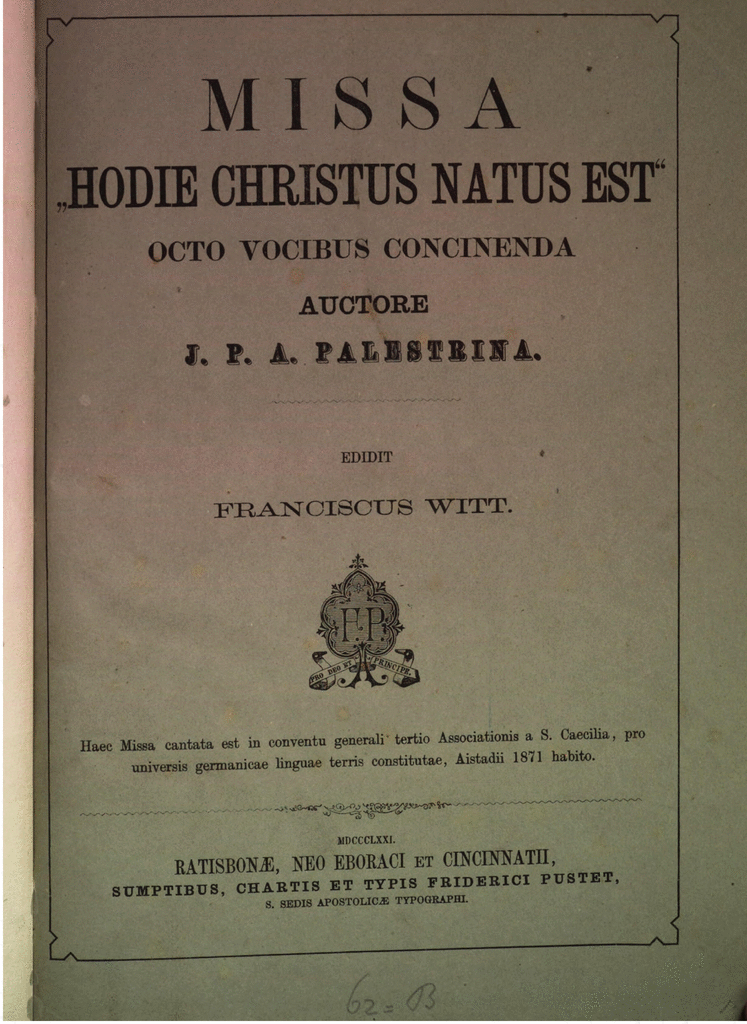 MISSA
„HODIE CHRISTUS NATUS EST“
OCTO VOCIBUS CONCINENDA
AUCTORE
J. P. A. PALESTRINA.
EDIDIT
FRANCISCUS WITT.
F. P.
PRO DEO ET PRINCIPE.
Haec Missa cantata est in conventu generali tertio Associationis a S. Caecilia, pro
universis germanicae linguae terris constitutae, Aistadii 1871 habito.
MDCCCLXXI.
RATISBONÆ, NEO EBORACI ET CINCINNATII,
SUMPTIBUS, CHARTIS ET TYPIS FRIDERICI PUSTET,
S. SEDIS APOSTOLICÆ TYPOGRAPHI.
62 = B